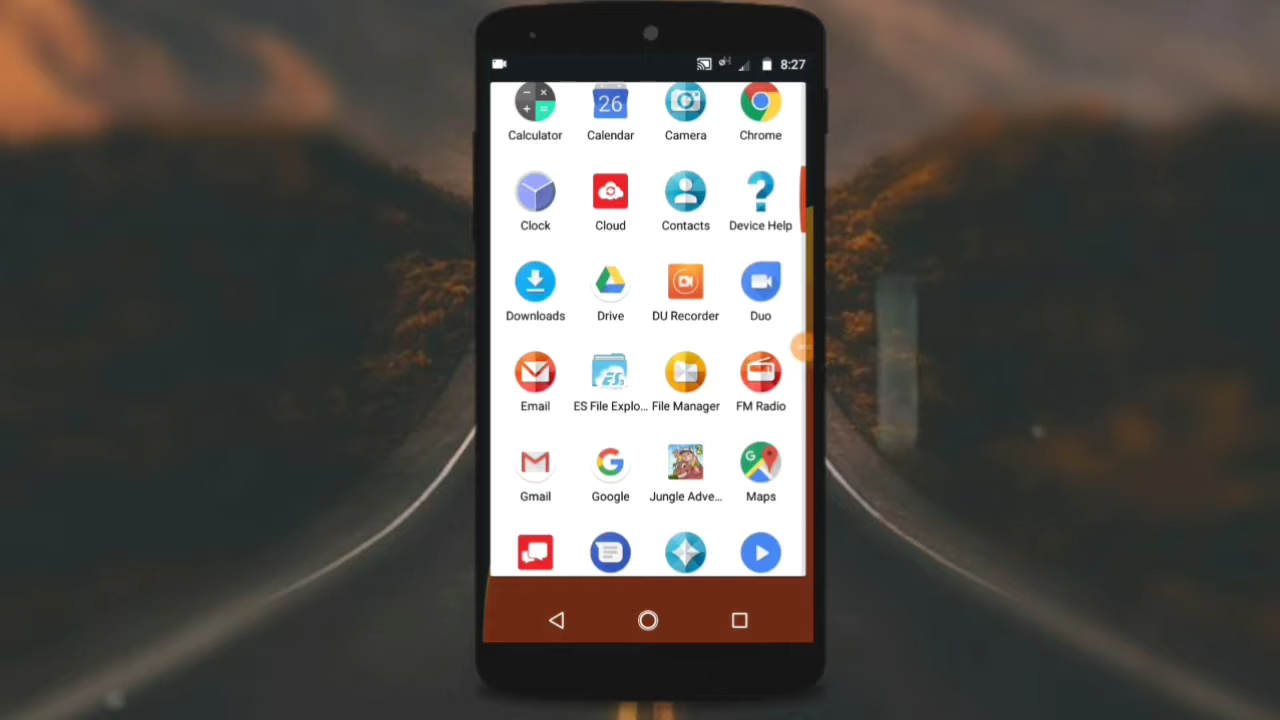 8:27
26
Calculator Calendar Camera Chrome
Clock Cloud Contacts Device Help
Downloads Drive DU Recorder Duo
Email ES File Explo... File Manager FM Radio
Gmail Google Jungle Adve... Maps